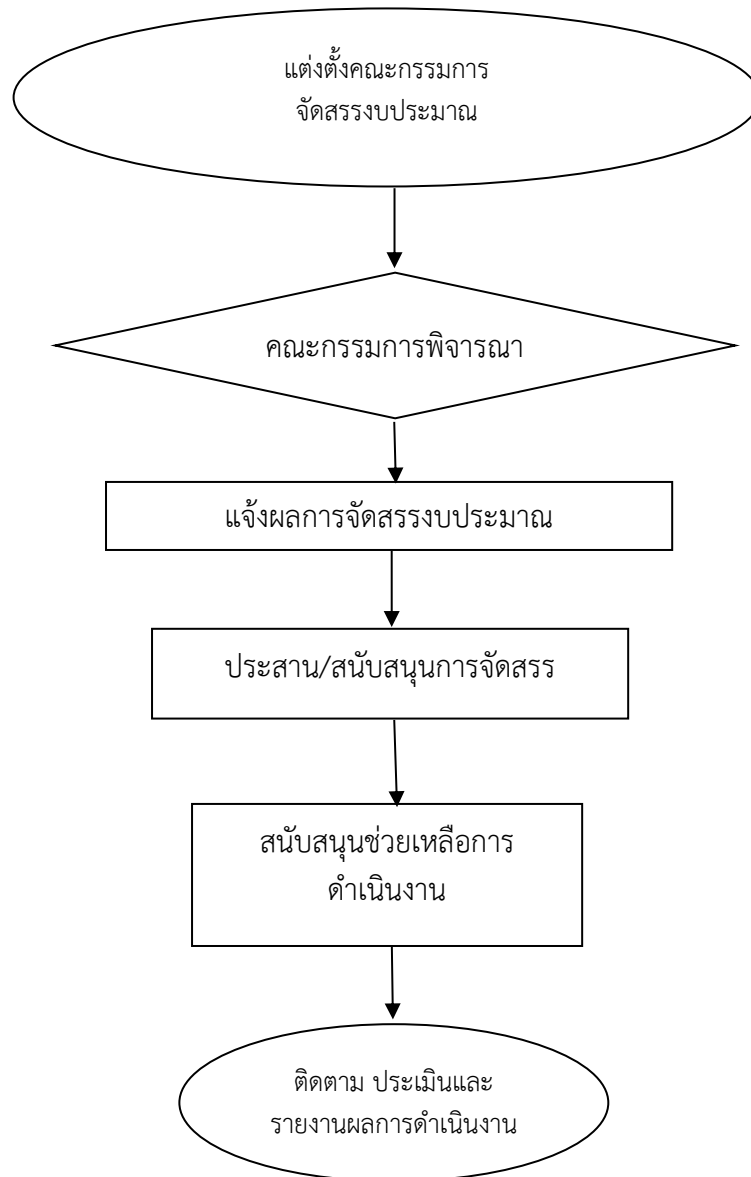 แต่งตั้งคณะกรรมการ
จัดสรรงบประมาณ
คณะกรรมการพิจารณา
แจ้งผลการจัดสรรงบประมาณ
ประสาน/สนับสนุนการจัดสรร
สนับสนุนช่วยเหลือการ
ดำเนินงาน
ติดตาม ประเมินและ
รายงานผลการดำเนินงาน